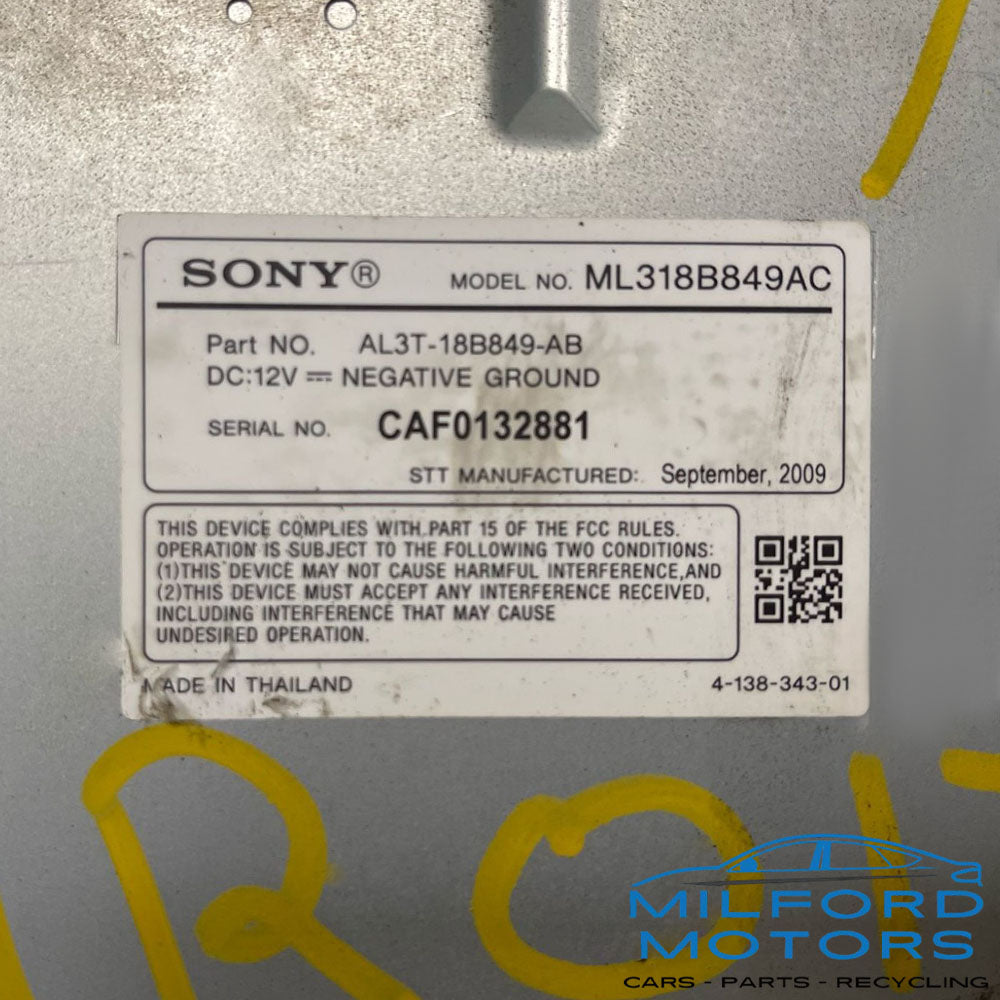 SONY® MODEL NO. ML318B849AC
Part NO. AL3T-18B849-AB
DC:12V ⎓ NEGATIVE GROUND
SERIAL NO. CAF0132881
STT MANUFACTURED: September, 2009
THIS DEVICE COMPLIES WITH PART 15 OF THE FCC RULES.
OPERATION IS SUBJECT TO THE FOLLOWING TWO CONDITIONS:
(1)THIS DEVICE MAY NOT CAUSE HARMFUL INTERFERENCE,AND
(2)THIS DEVICE MUST ACCEPT ANY INTERFERENCE RECEIVED,
INCLUDING INTERFERENCE THAT MAY CAUSE
UNDESIRED OPERATION.
MADE IN THAILAND 4-138-343-01
MILFORD
MOTORS
CARS - PARTS - RECYCLING